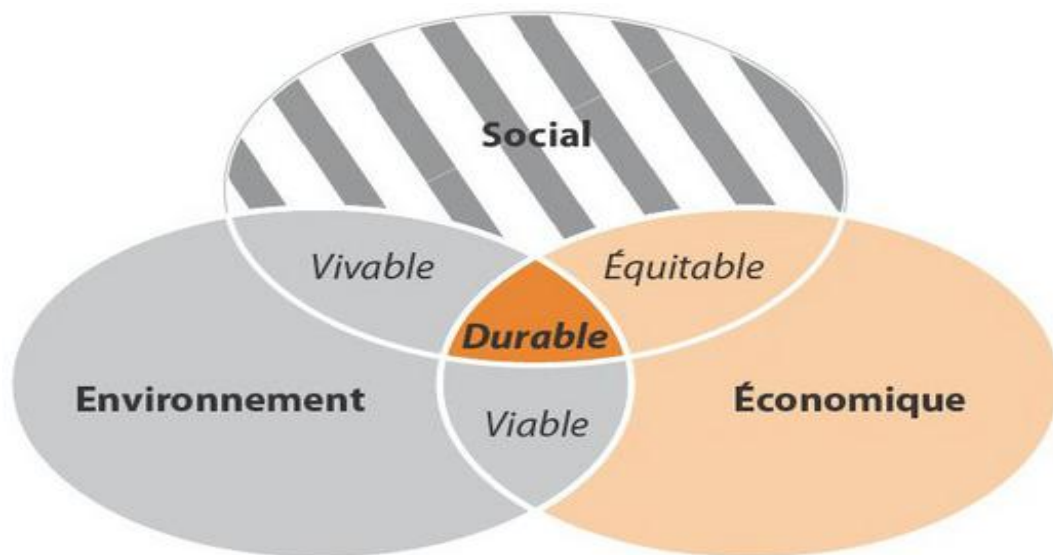 Social
Vivable
Équitable
Durable
Environnement
Économique
Viable